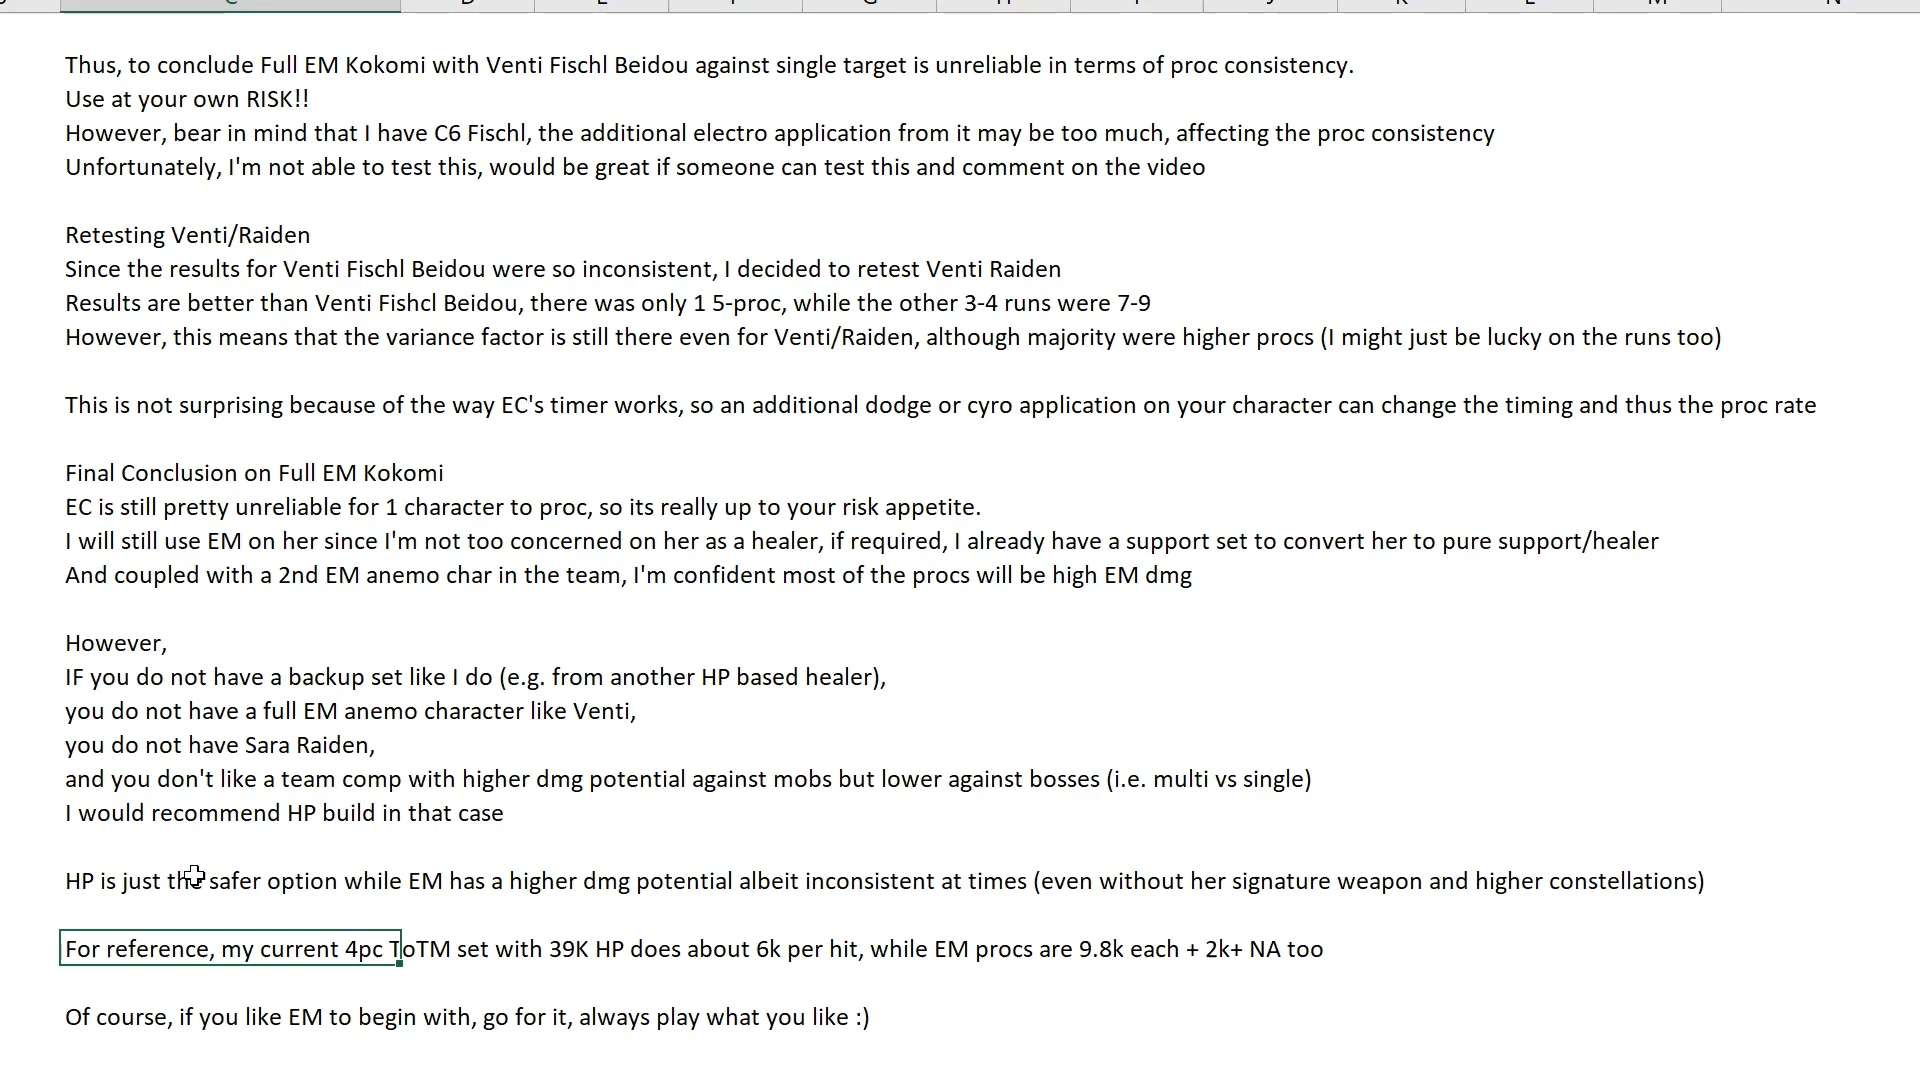 Thus, to conclude Full EM Kokomi with Venti Fischl Beidou against single target is unreliable in terms of proc consistency.
Use at your own RISK!!
However, bear in mind that I have C6 Fischl, the additional electro application from it may be too much, affecting the proc consistency
Unfortunately, I'm not able to test this, would be great if someone can test this and comment on the video
Retesting Venti/Raiden
Since the results for Venti Fischl Beidou were so inconsistent, I decided to retest Venti Raiden
Results are better than Venti Fishcl Beidou, there was only 1 5-proc, while the other 3-4 runs were 7-9
However, this means that the variance factor is still there even for Venti/Raiden, although majority were higher procs (I might just be lucky on the runs too)
This is not surprising because of the way EC's timer works, so an additional dodge or cyro application on your character can change the timing and thus the proc rate
Final Conclusion on Full EM Kokomi
EC is still pretty unreliable for 1 character to proc, so its really up to your risk appetite.
I will still use EM on her since I'm not too concerned on her as a healer, if required, I already have a support set to convert her to pure support/healer
And coupled with a 2nd EM anemo char in the team, I'm confident most of the procs will be high EM dmg
However,
IF you do not have a backup set like I do (e.g. from another HP based healer),
you do not have a full EM anemo character like Venti,
you do not have Sara Raiden,
and you don't like a team comp with higher dmg potential against mobs but lower against bosses (i.e. multi vs single)
I would recommend HP build in that case
HP is just the safer option while EM has a higher dmg potential albeit inconsistent at times (even without her signature weapon and higher constellations)
For reference, my current 4pc ToTM set with 39K HP does about 6k per hit, while EM procs are 9.8k each + 2k+ NA too
Of course, if you like EM to begin with, go for it, always play what you like :)